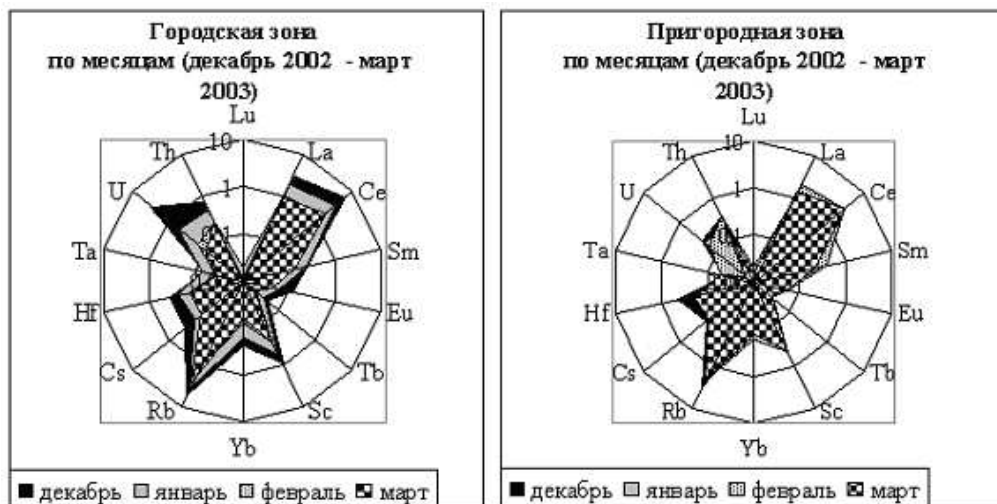 Городская зона
по месяцам (декабрь 2002 - март
2003)
Lu
10
Th
La
U
1
Ce
0,1
Ta
Sm
Hf
Eu
Cs
Tb
Rb
Sc
Yb
декабрь январь февраль март
Пригородная зона
по месяцам (декабрь 2002 - март
2003)
Lu
10
Th
La
U
1
Ce
0,1
Ta
Sm
Hf
Eu
Cs
Tb
Rb
Sc
Yb
декабрь январь февраль март